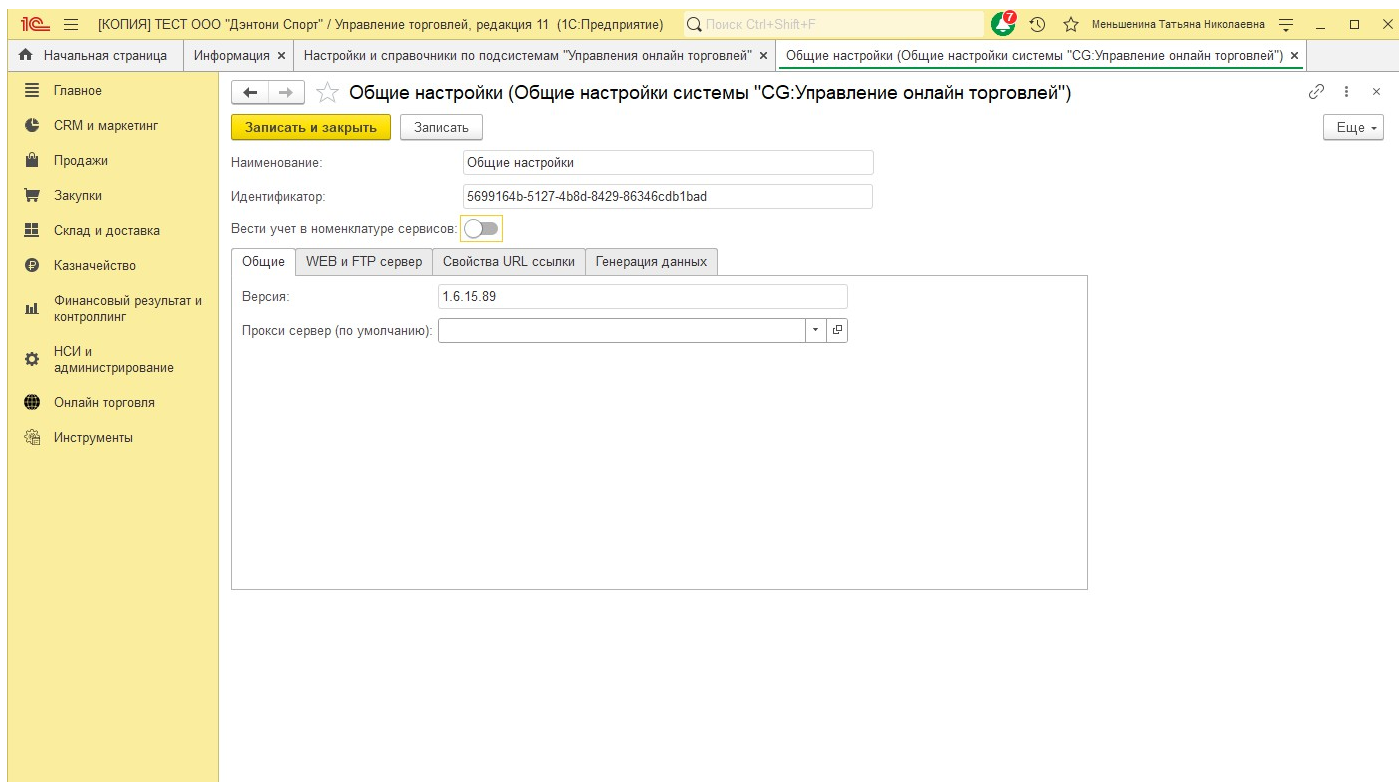 [КОПИЯ] ТЕСТ ООО "Дэнтони Спорт" / Управление торговлей, редакция 11 (1С:Предприятие)
Поиск Ctrl+Shift+F
7
Меньшенина Татьяна Николаевна
Начальная страница
Информация
Настройки и справочники по подсистемам "Управления онлайн торговлей"
Общие настройки (Общие настройки системы "CG:Управление онлайн торговлей")
Главное
CRM и маркетинг
Продажи
Закупки
Склад и доставка
Казначейство
Финансовый результат и
контроллинг
НСИ и
администрирование
Онлайн торговля
Инструменты
Общие настройки (Общие настройки системы "CG:Управление онлайн торговлей")
Записать и закрыть
Записать
Еще
Наименование:
Общие настройки
Идентификатор:
5699164b-5127-4b8d-8429-86346cdb1bad
Вести учет в номенклатуре сервисов:
Общие
WEB и FTP сервер
Свойства URL ссылки
Генерация данных
Версия:
1.6.15.89
Прокси сервер (по умолчанию):